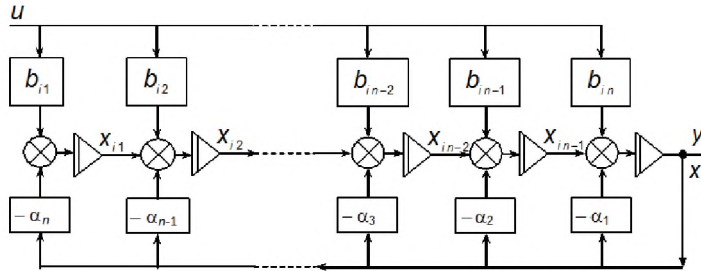 u
b_{i1} b_{i2} b_{in-2} b_{in-1} b_{in}
x_{i1} x_{i2} x_{in-2} x_{in-1} y
x
-α_n -α_{n-1} -α_3 -α_2 -α_1